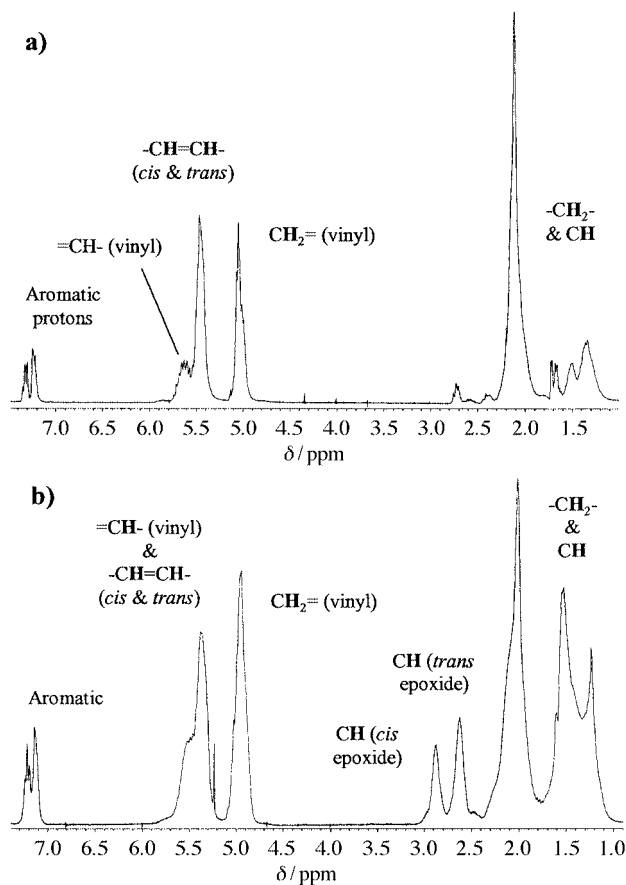 a)
-CH=CH-
(cis & trans)
=CH- (vinyl)
CH2= (vinyl)
-CH2-
& CH
Aromatic
protons
7.0 6.5 6.0 5.5 5.0 4.5 4.0 3.5 3.0 2.5 2.0 1.5
δ / ppm
b)
=CH- (vinyl)
&
-CH=CH-
(cis & trans)
CH2= (vinyl)
-CH2-
&
CH
CH (trans
epoxide)
CH (cis
epoxide)
Aromatic
7.0 6.5 6.0 5.5 5.0 4.5 4.0 3.5 3.0 2.5 2.0 1.5 1.0
δ / ppm